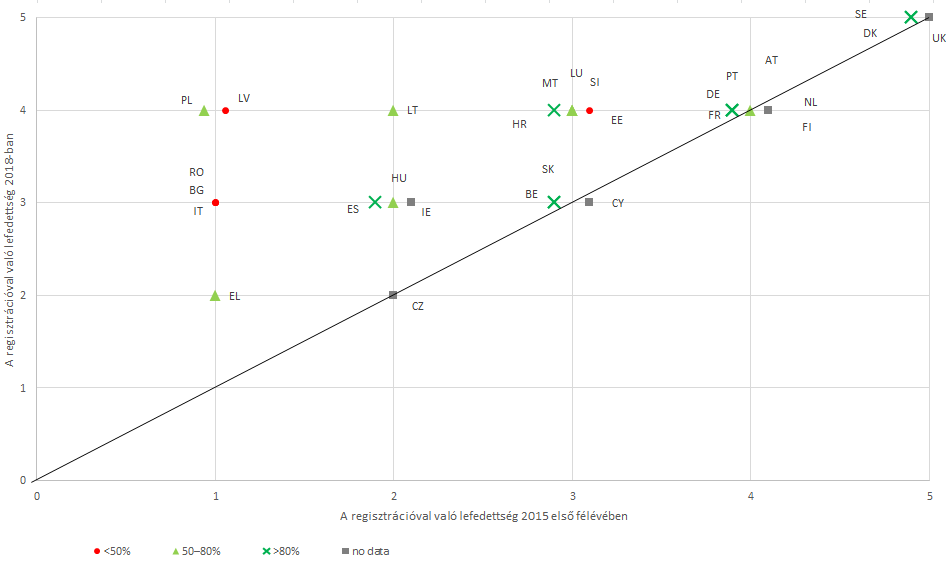 A regisztrációval való lefedettség 2018-ban
5
SE
DK
UK
AT
PT
LU
SI
MT
DE
PL
LV
4
LT
NL
FR
EE
HR
FI
RO
HU
SK
BG
BE
3
IT
ES
IE
CY
2
EL
CZ
1
0
0
1
2
3
4
5
A regisztrációval való lefedettség 2015 első félévében
<50%
50–80%
>80%
no data